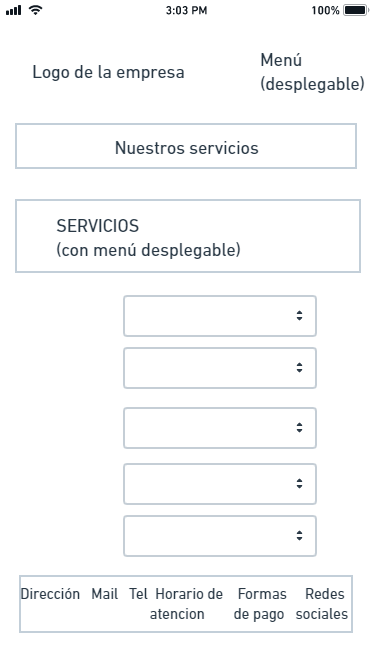 3:03 PM
100%
Logo de la empresa
Menú
(desplegable)
Nuestros servicios
SERVICIOS
(con menú desplegable)
Dirección Mail Tel Horario de Formas Redes
atencion de pago sociales